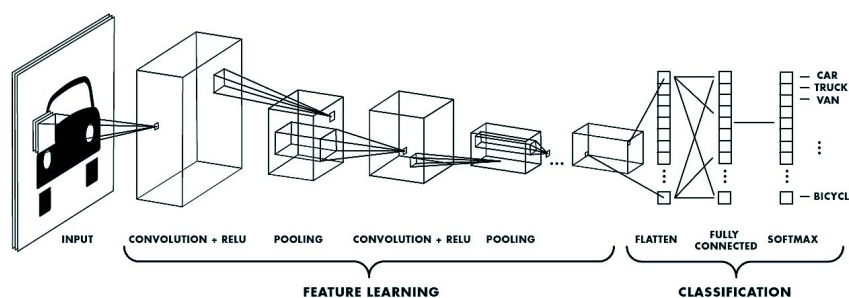 CAR
TRUCK
VAN
BICYCL
INPUT
CONVOLUTION + RELU
POOLING
CONVOLUTION + RELU
POOLING
FLATTEN
FULLY
CONNECTED
SOFTMAX
FEATURE LEARNING
CLASSIFICATION